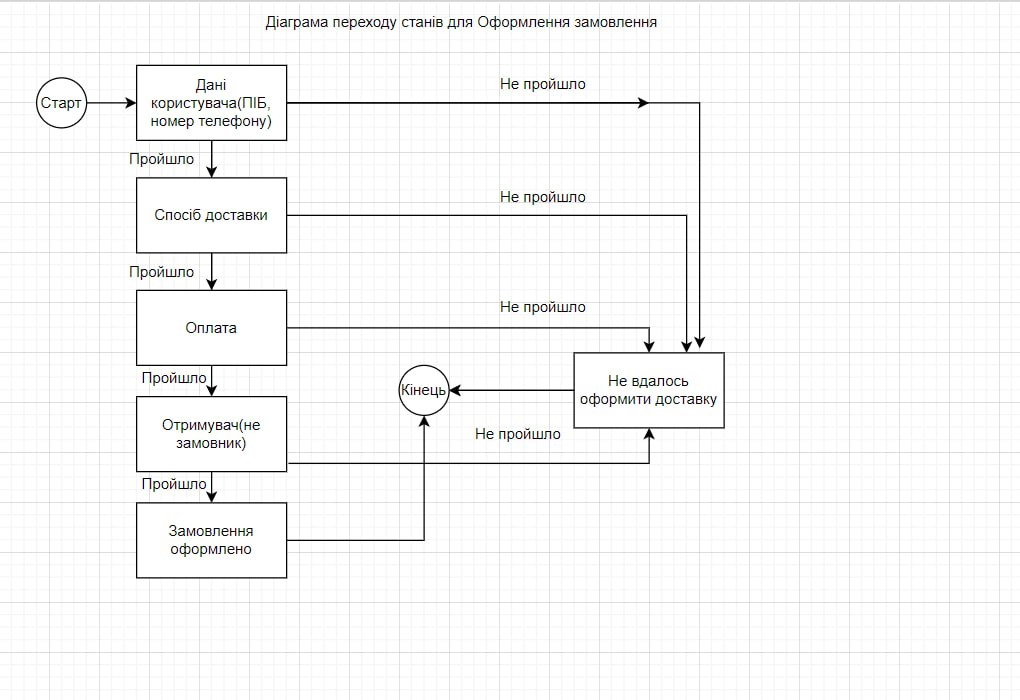 Діаграма переходу станів для Оформлення замовлення
Старт
Дані
користувача(ПІБ,
номер телефону)
Не пройшло
Пройшло
Спосіб доставки
Не пройшло
Пройшло
Оплата
Не пройшло
Пройшло
Кінець
Не вдалось
оформити доставку
Отримувач(не
замовник)
Не пройшло
Пройшло
Замовлення
оформлено